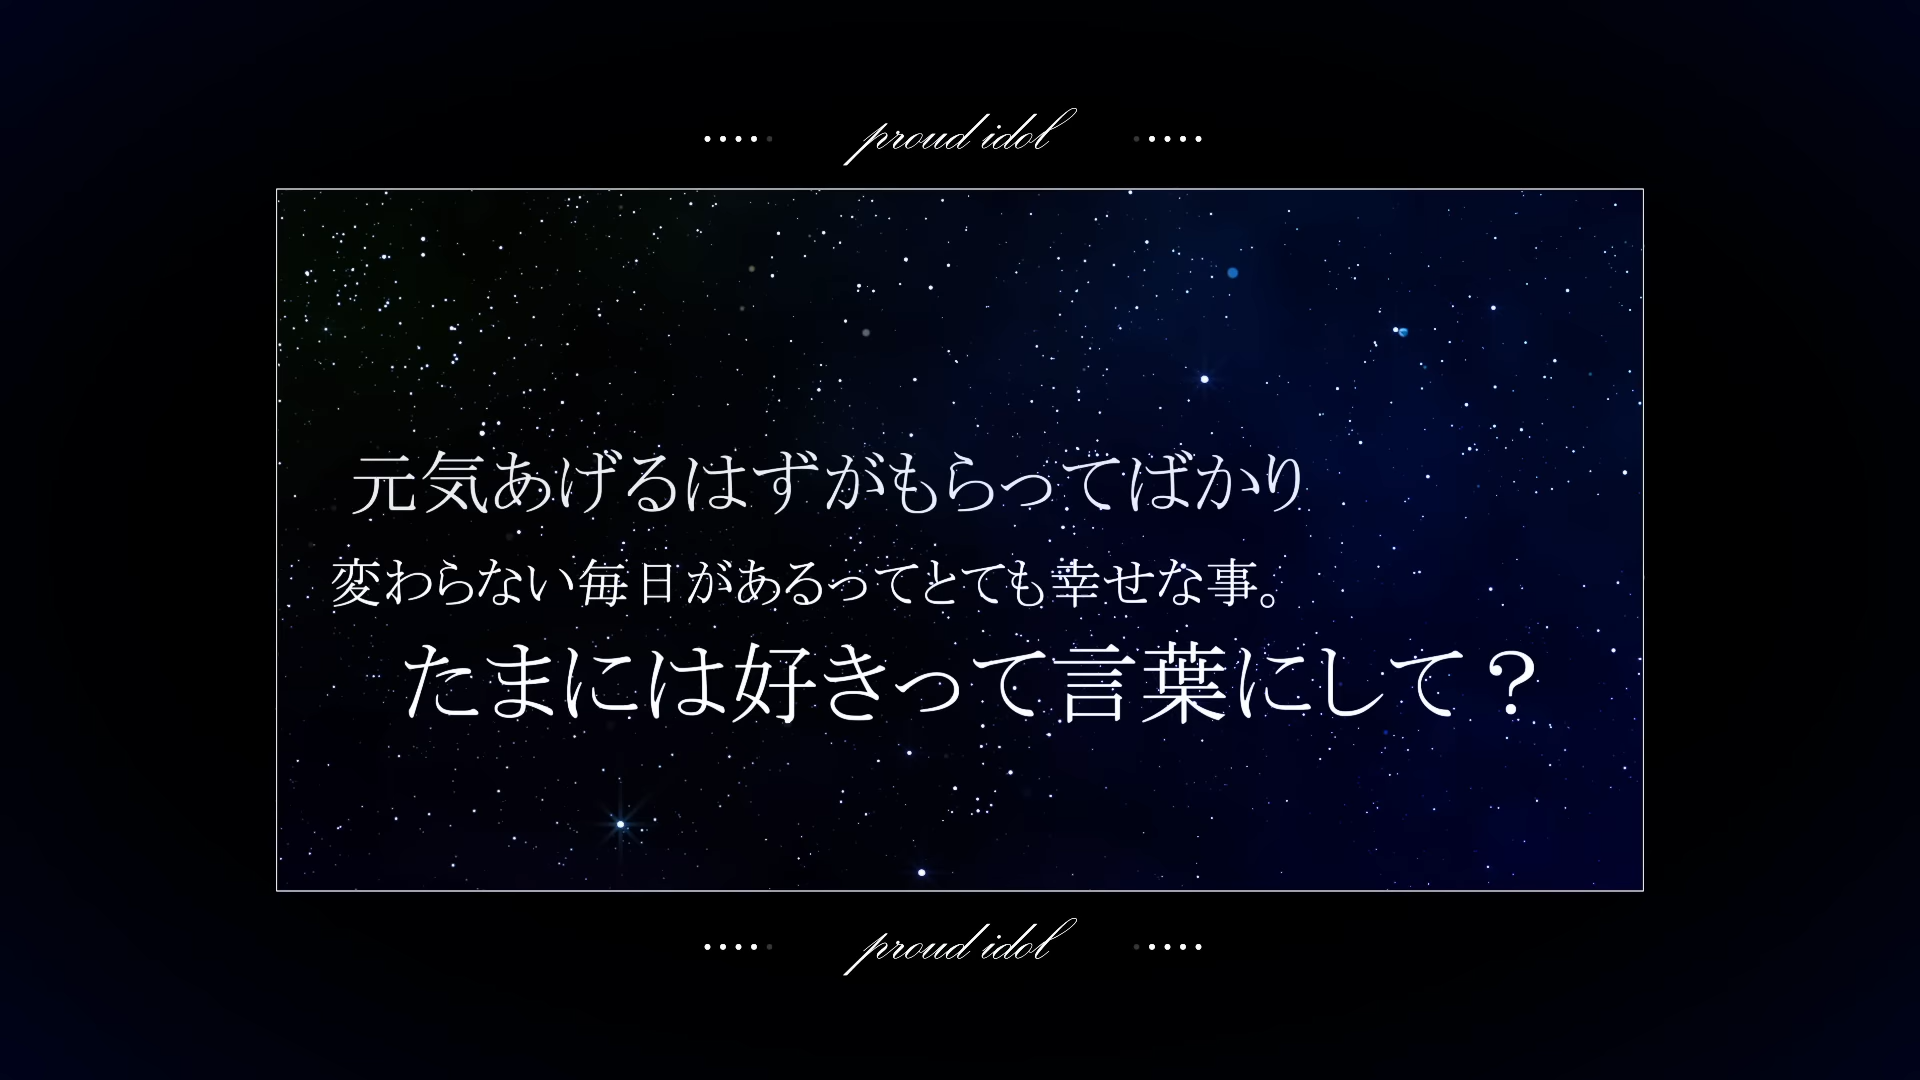 proud idol
元気あげるはずがもらってばかり
変わらない毎日があるってとても幸せな事。
たまには好きって言葉にして？
proud idol